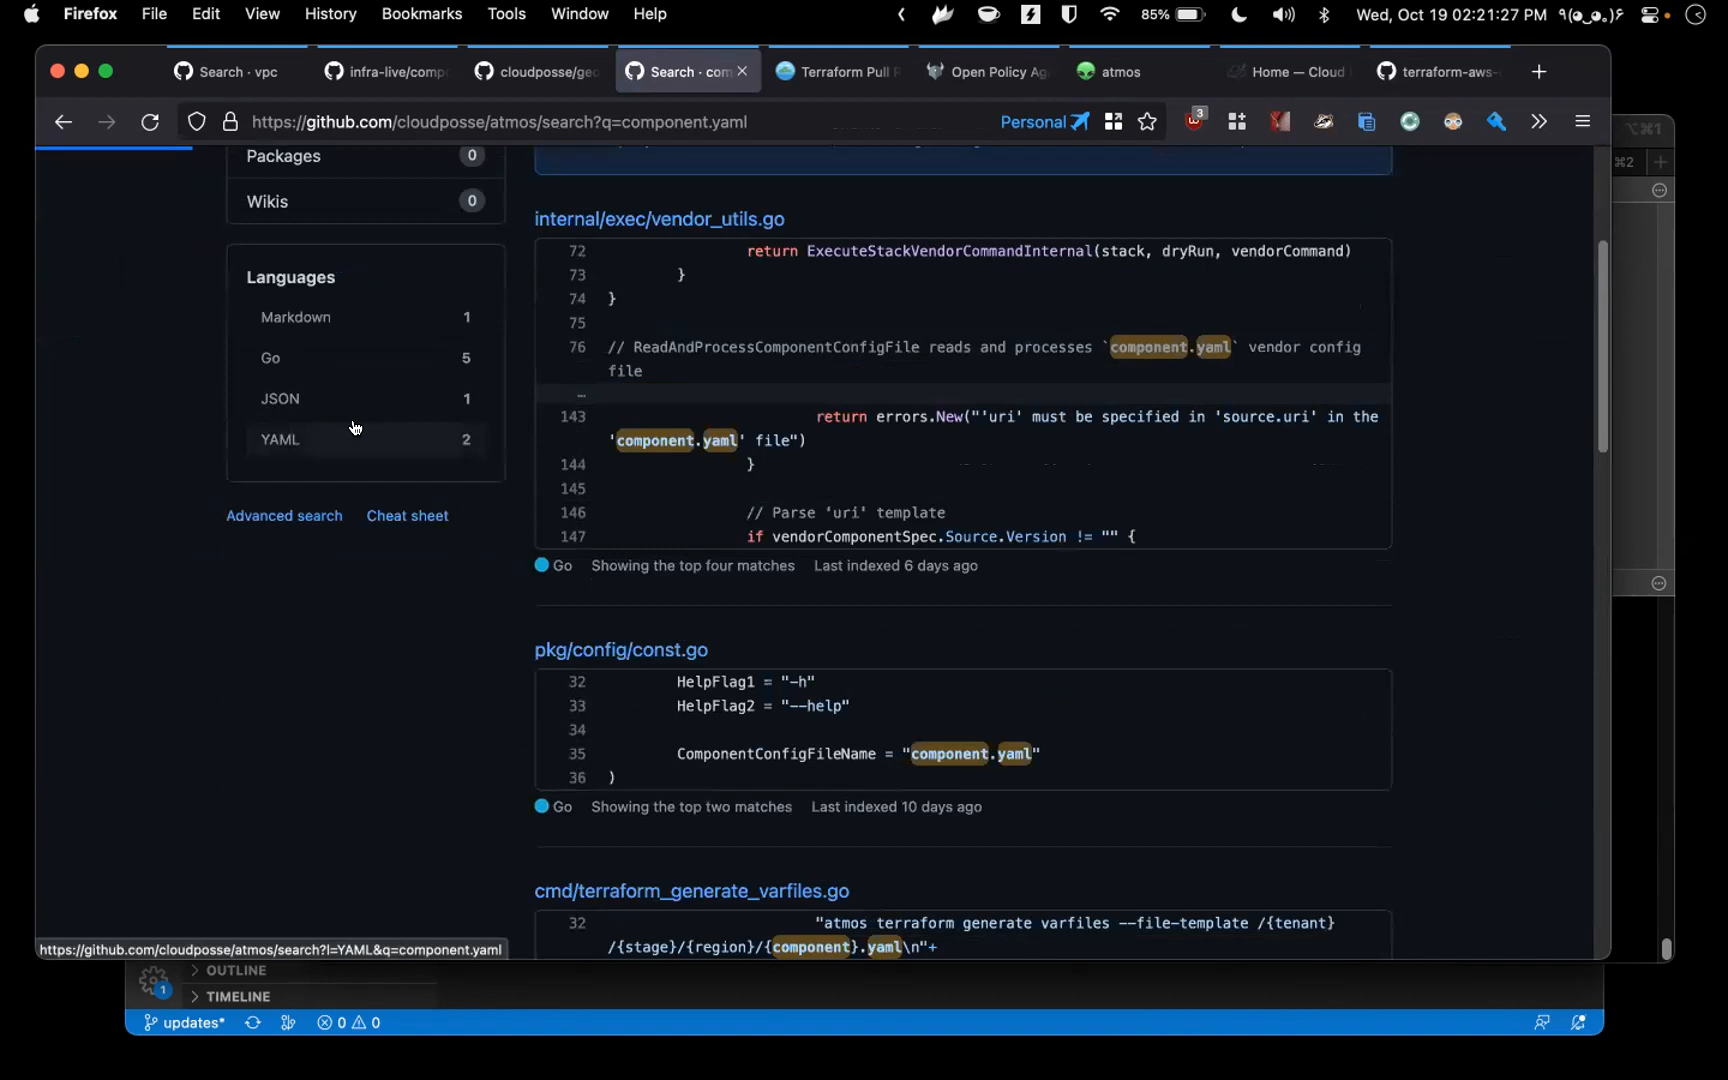 Firefox File Edit View History Bookmarks Tools Window Help 85% Wed, Oct 19 02:21:27 PM
Search · vpc infra-live/comp cloudposse/geo Search · com Terraform Pull R Open Policy Ag atmos Home — Cloud terraform-aws-
https://github.com/cloudposse/atmos/search?q=component.yaml Personal 3
⌥⌘1
⌘2
Packages 0
Wikis 0
Languages
Markdown 1
Go 5
JSON 1
YAML 2
Advanced search Cheat sheet
internal/exec/vendor_utils.go
72 return ExecuteStackVendorCommandInternal(stack, dryRun, vendorCommand)
73 }
74 }
75
76 // ReadAndProcessComponentConfigFile reads and processes `component.yaml` vendor config
file
…
143 return errors.New("'uri' must be specified in 'source.uri' in the
'component.yaml' file")
144 }
145
146 // Parse 'uri' template
147 if vendorComponentSpec.Source.Version != "" {
Go Showing the top four matches Last indexed 6 days ago
pkg/config/const.go
32 HelpFlag1 = "-h"
33 HelpFlag2 = "--help"
34
35 ComponentConfigFileName = "component.yaml"
36 )
Go Showing the top two matches Last indexed 10 days ago
cmd/terraform_generate_varfiles.go
32 "atmos terraform generate varfiles --file-template /{tenant}
/{stage}/{region}/{component}.yaml\n"+
https://github.com/cloudposse/atmos/search?l=YAML&q=component.yaml
1
OUTLINE
TIMELINE
updates* 0 0